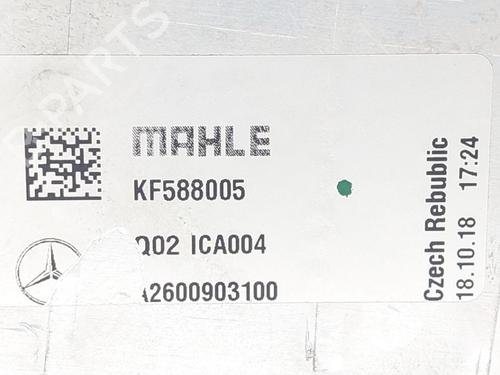 MAHLE
KF588005
Q02 ICA004
A2600903100
Czech Rebublic
18.10.18 17:24